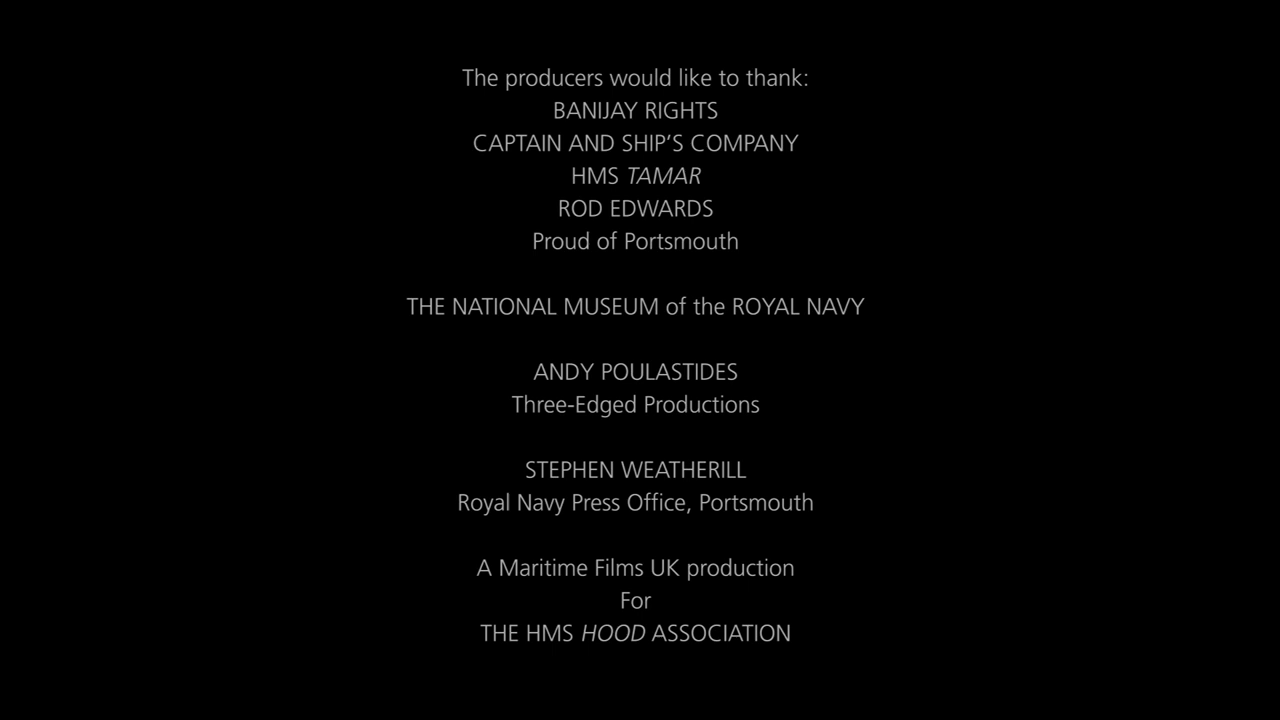 The producers would like to thank:
BANIJAY RIGHTS
CAPTAIN AND SHIP’S COMPANY
HMS TAMAR
ROD EDWARDS
Proud of Portsmouth
THE NATIONAL MUSEUM of the ROYAL NAVY
ANDY POULASTIDES
Three-Edged Productions
STEPHEN WEATHERILL
Royal Navy Press Office, Portsmouth
A Maritime Films UK production
For
THE HMS HOOD ASSOCIATION